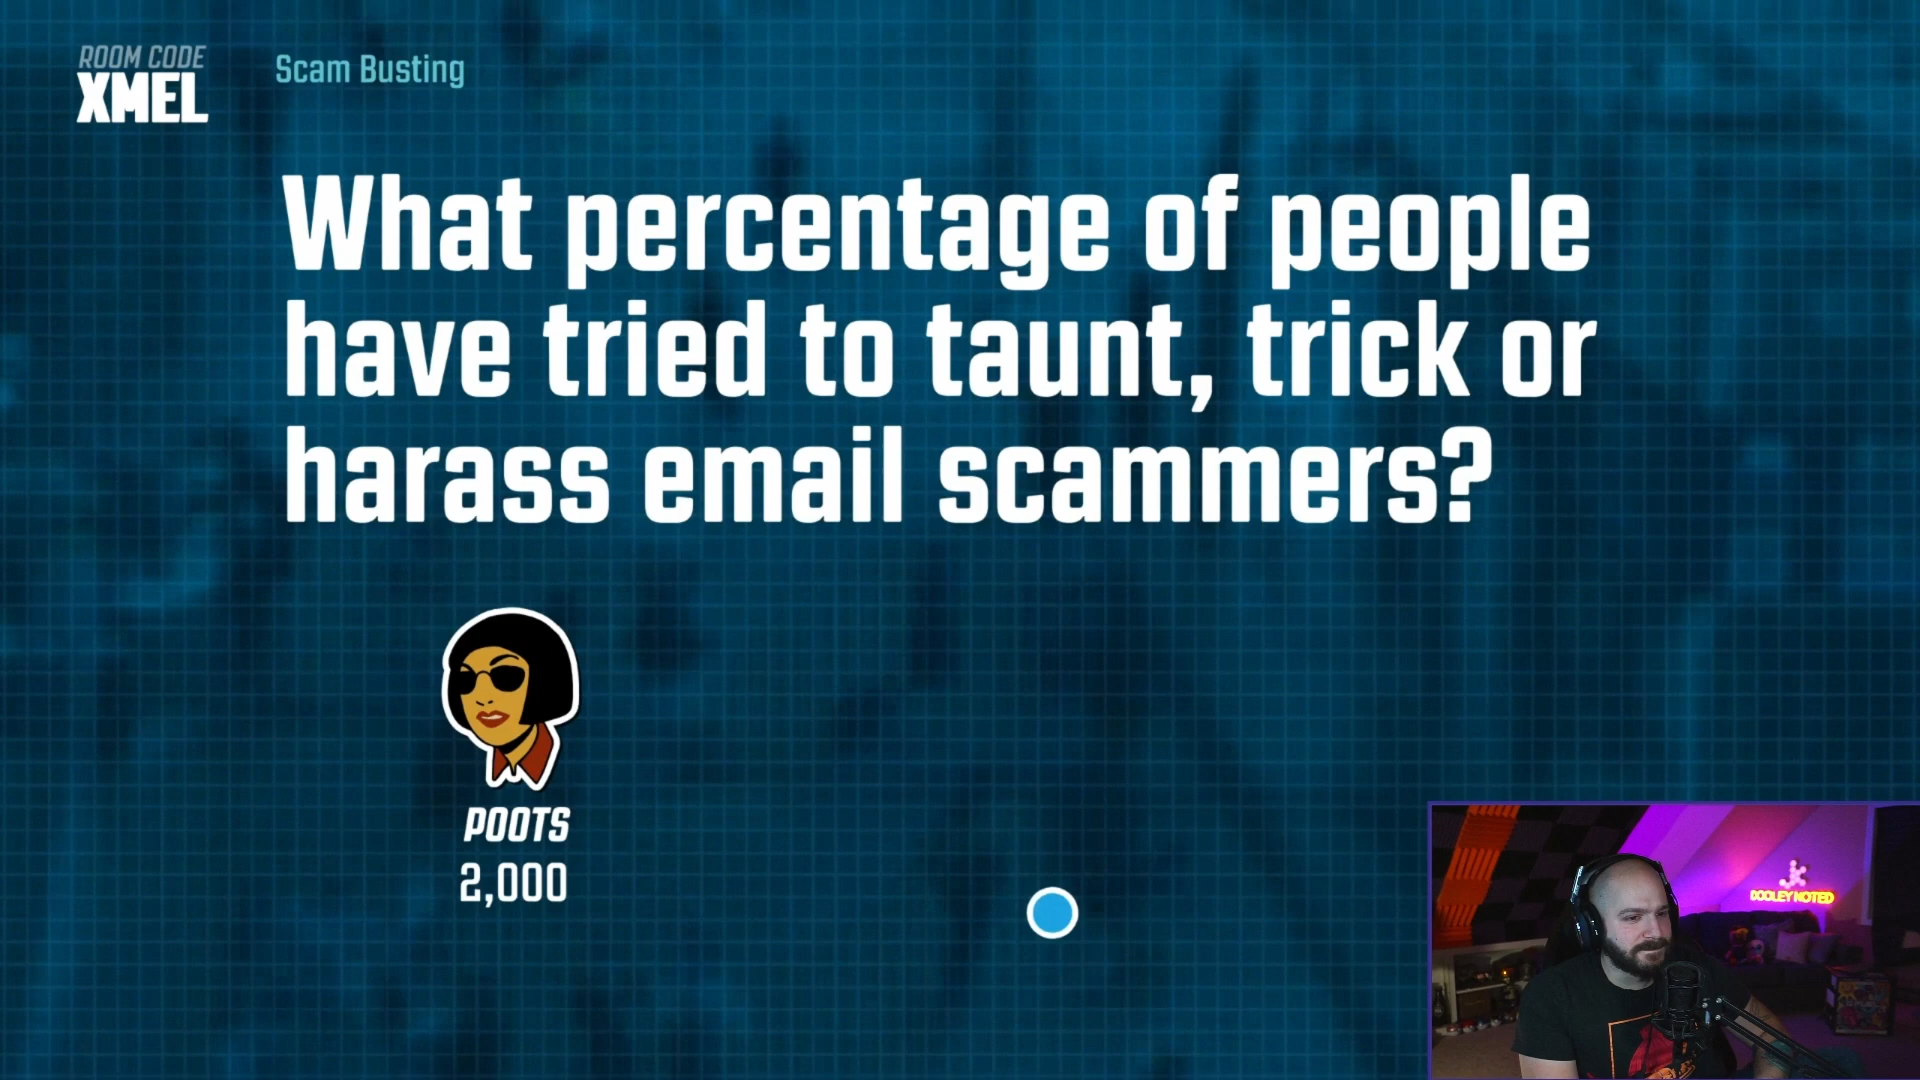 ROOM CODE
XMEL
Scam Busting
What percentage of people
have tried to taunt, trick or
harass email scammers?
POOTS
2,000
DOOLEY NOTED